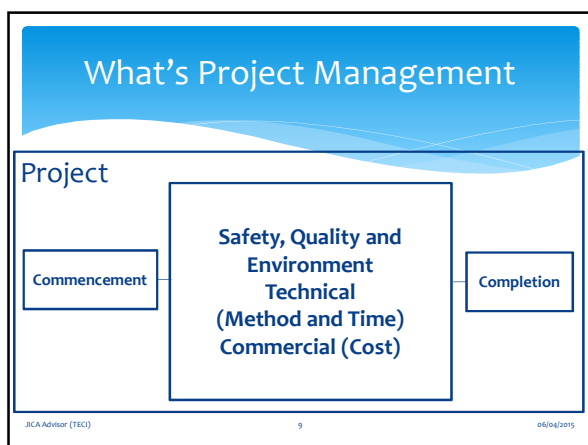 What's Project Management
Project
Commencement
Safety, Quality and
Environment
Technical
(Method and Time)
Commercial (Cost)
Completion
JICA Advisor (TECI)
9
06/04/2015